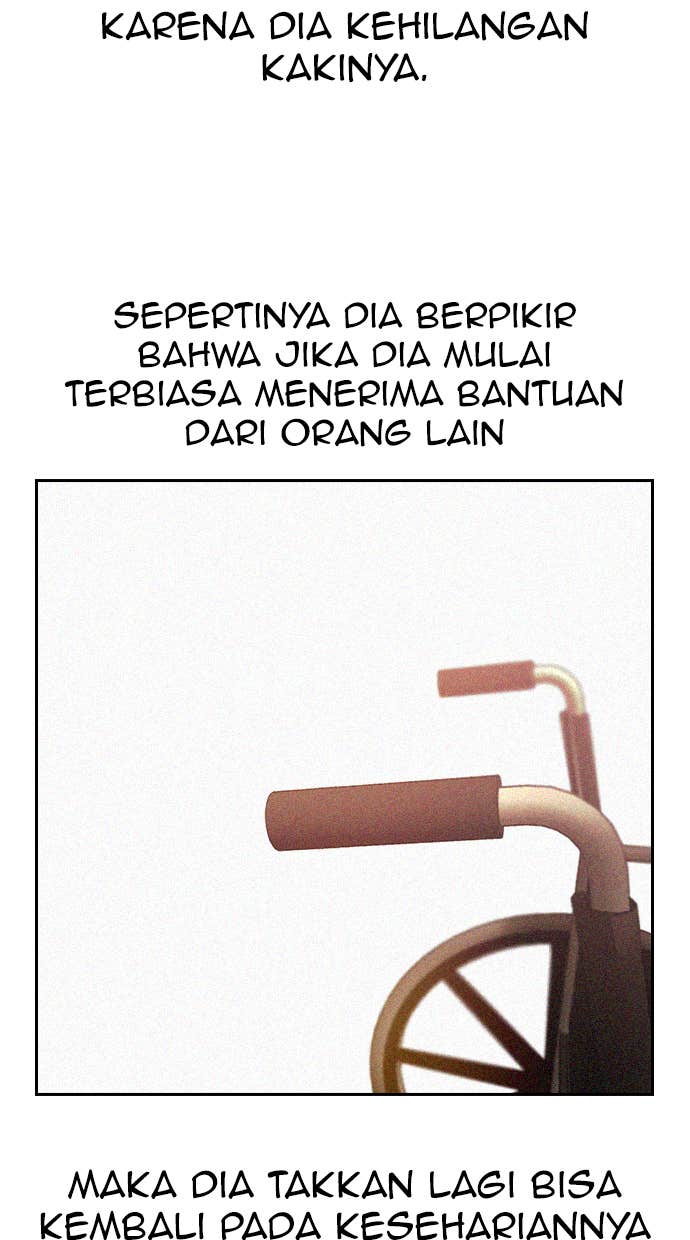 KARENA DIA KEHILANGAN
KAKINYA.
SEPERTINYA DIA BERPIKIR
BAHWA JIKA DIA MULAI
TERBIASA MENERIMA BANTUAN
DARI ORANG LAIN
MAKA DIA TAKKAN LAGI BISA
KEMBALI PADA KESEHARIANNYA